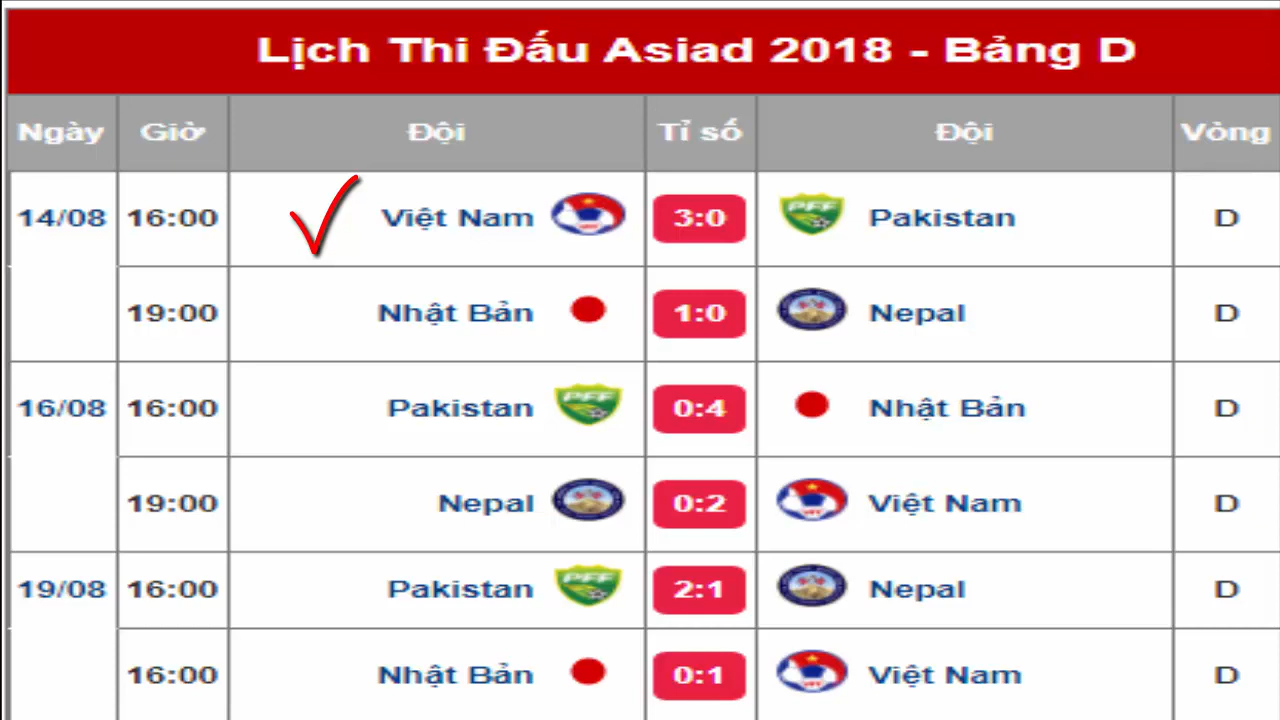 Lịch Thi Đấu Asiad 2018 - Bảng D
Ngày Giờ Đội Tỉ số Đội Vòng
14/08 16:00 Việt Nam 3:0 PFF Pakistan D
19:00 Nhật Bản 1:0 Nepal D
16/08 16:00 Pakistan PFF 0:4 Nhật Bản D
19:00 Nepal 0:2 Việt Nam D
19/08 16:00 Pakistan PFF 2:1 Nepal D
16:00 Nhật Bản 0:1 Việt Nam D